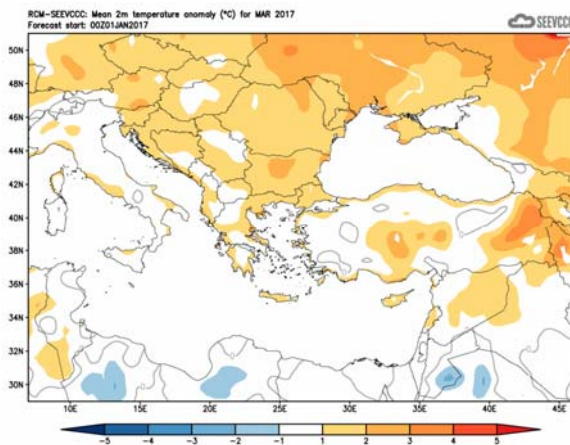 RCM-SEEVCCC: Mean 2m temperature anomaly (°C) for MAR 2017
Forecast start: 00Z01JAN2017
SEEVCCC
50N
48N
46N
44N
42N
40N
38N
36N
34N
32N
30N
10E 15E 20E 25E 30E 35E 40E 45E
-5 -4 -3 -2 -1 1 2 3 4 5